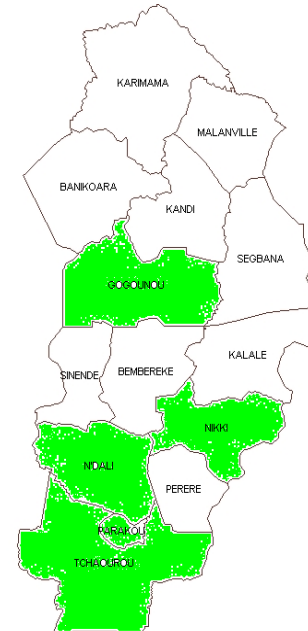 KARIMAMA
MALANVILLE
BANIKOARA
KANDI
SEGBANA
GOGOUNOU
KALALE
SINENDE
BEMBEREKE
NIKKI
N'DALI
PERERE
PARAKOU
TCHAOUROU